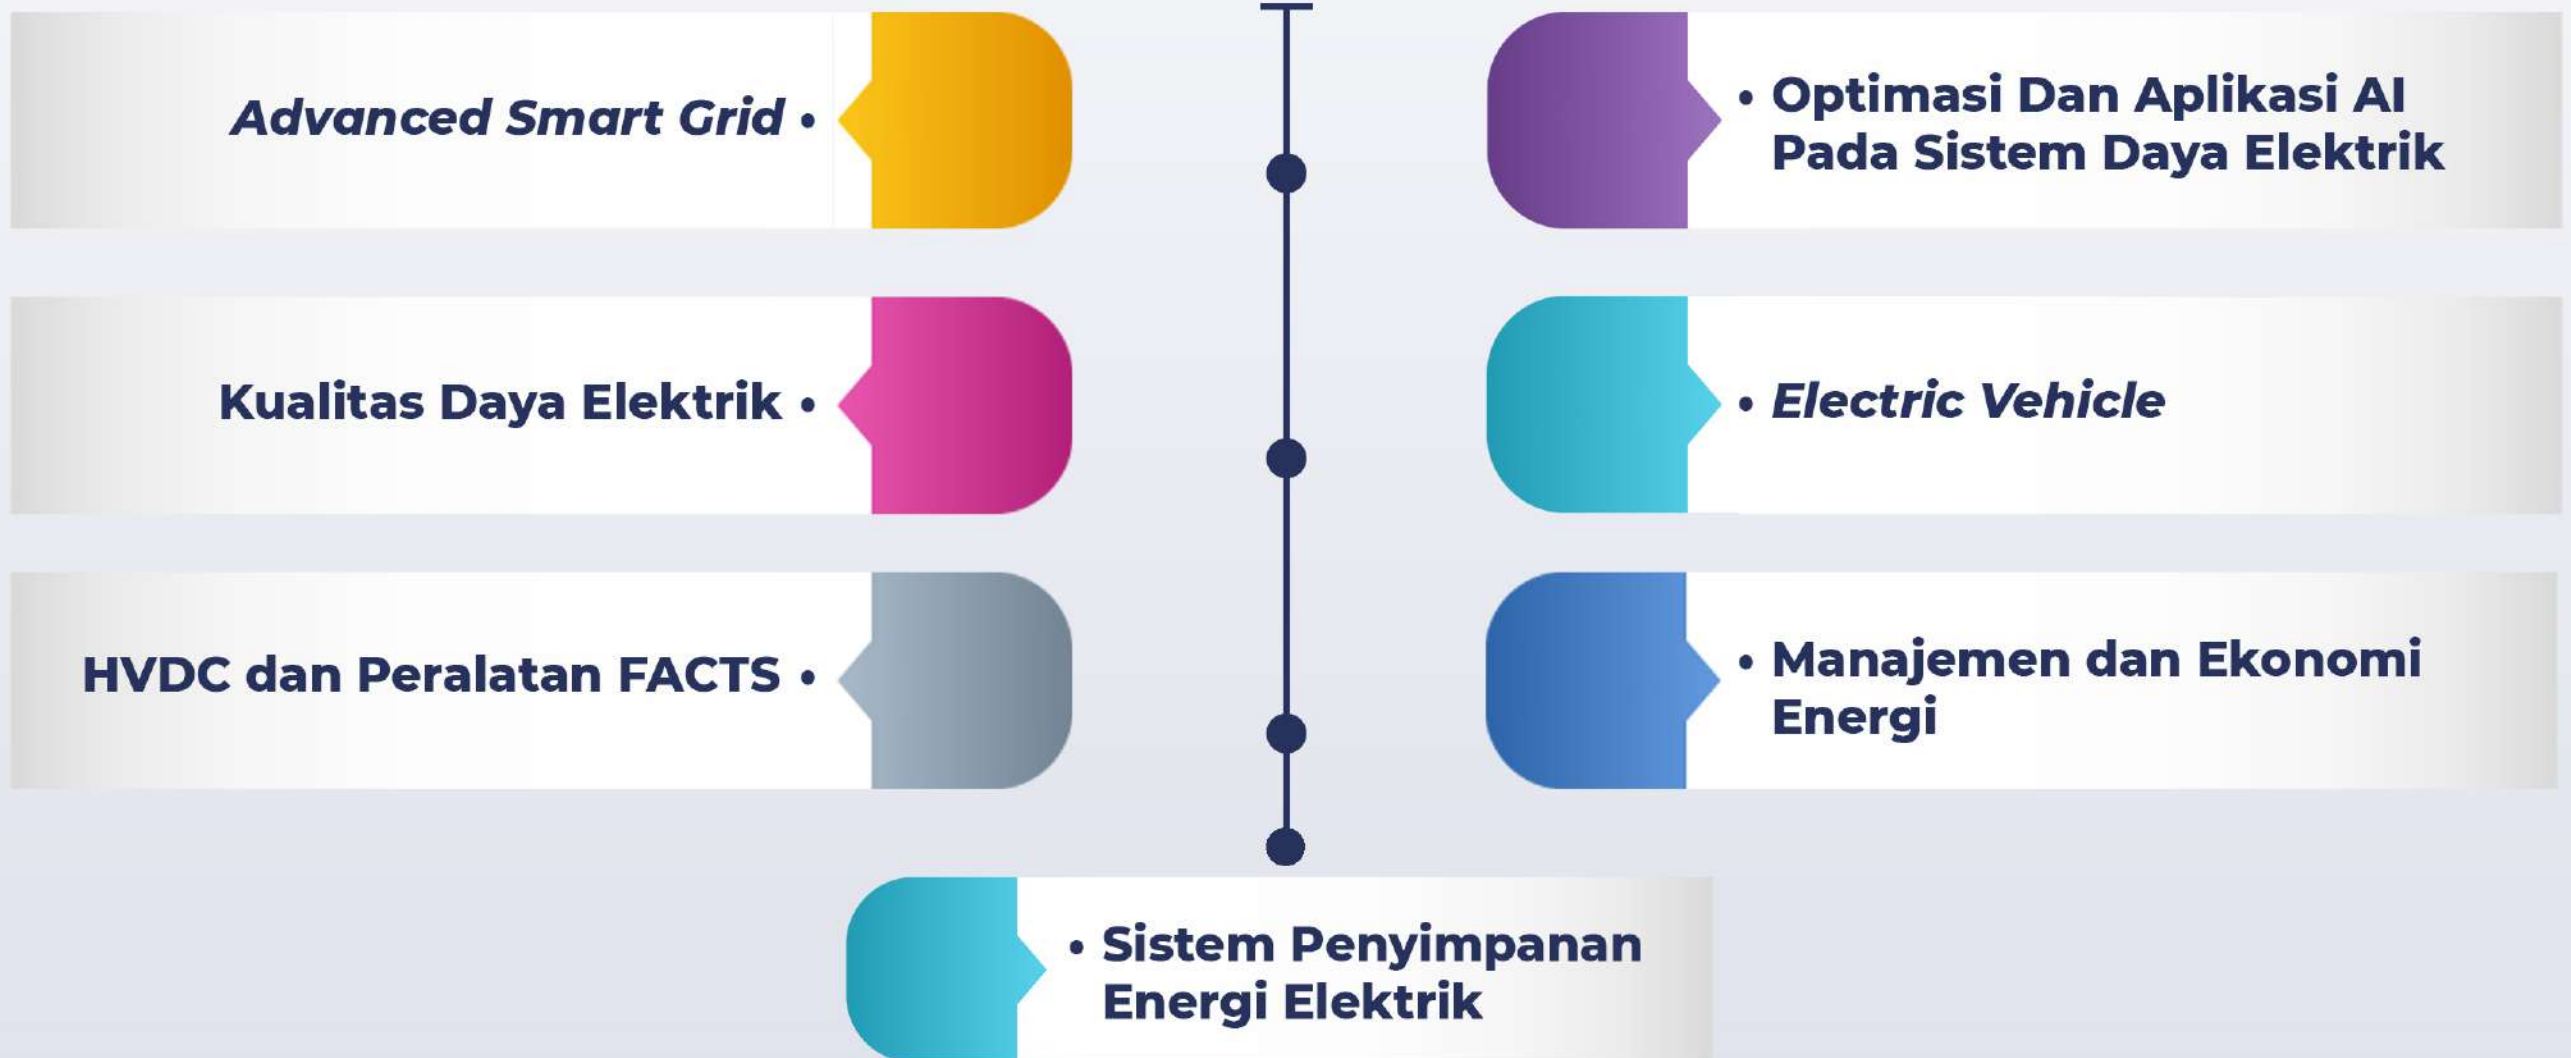 Advanced Smart Grid •
• Optimasi Dan Aplikasi AI
Pada Sistem Daya Elektrik
Kualitas Daya Elektrik •
• Electric Vehicle
HVDC dan Peralatan FACTS •
• Manajemen dan Ekonomi
Energi
• Sistem Penyimpanan
Energi Elektrik